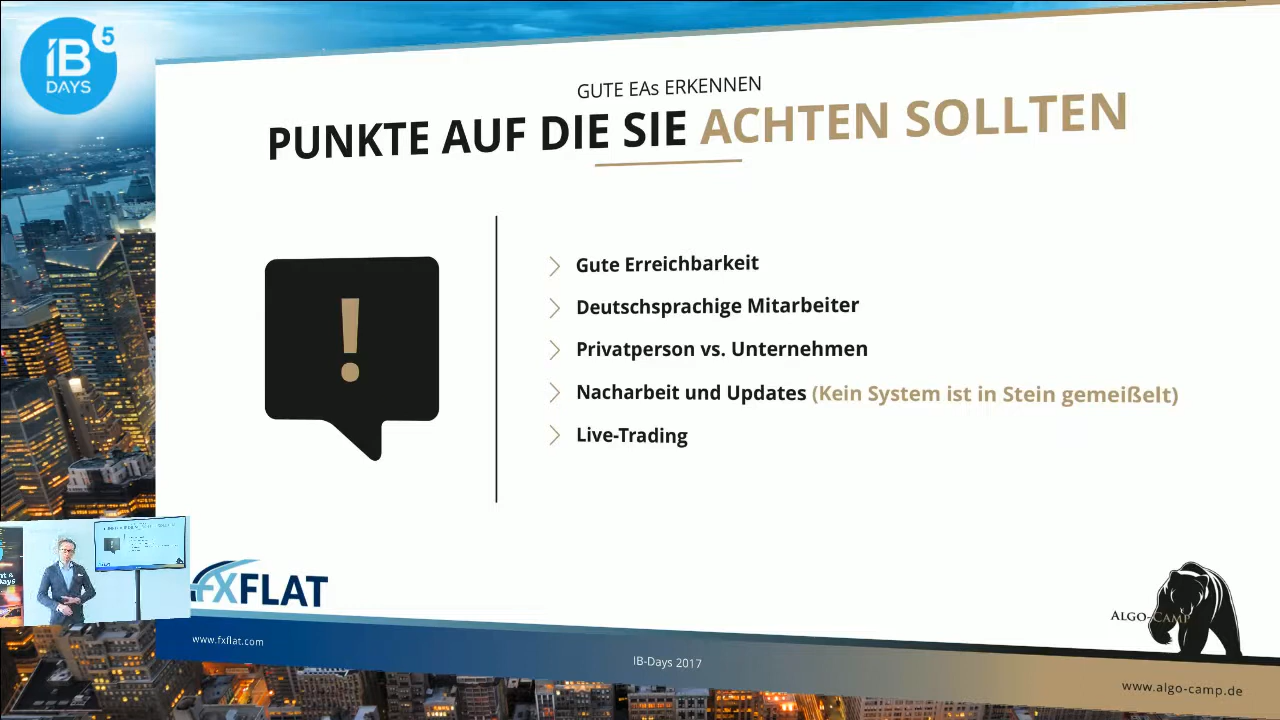 5
iB
DAYS
GUTE EAs ERKENNEN
PUNKTE AUF DIE SIE ACHTEN SOLLTEN
!
Gute Erreichbarkeit
Deutschsprachige Mitarbeiter
Privatperson vs. Unternehmen
Nacharbeit und Updates (Kein System ist in Stein gemeißelt)
Live-Trading
FXFLAT
ALGO-CAMP
www.fxflat.com
IB-Days 2017
www.algo-camp.de